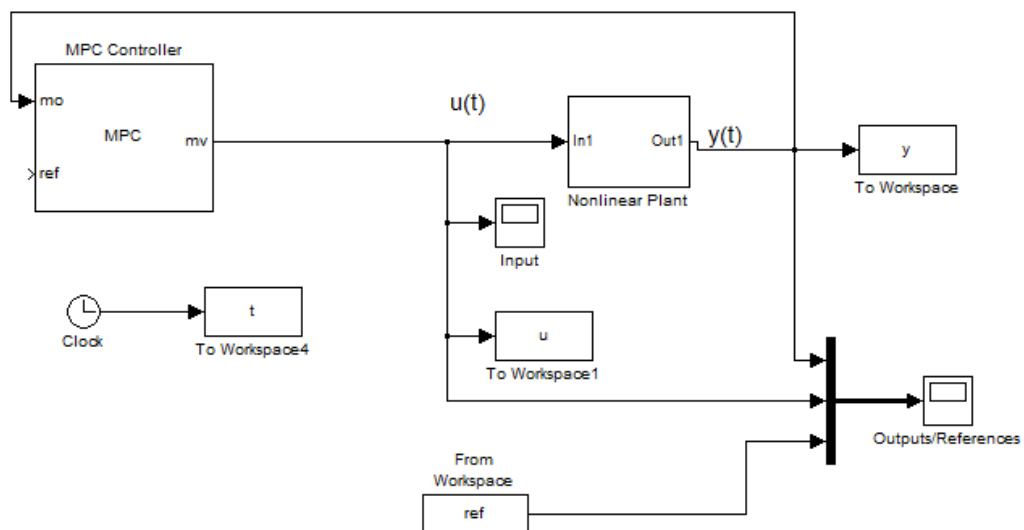 MPC Controller
mo
MPC
mv
ref
u(t)
In1
Out1
Nonlinear Plant
y(t)
y
To Workspace
Input
t
Clock
To Workspace4
u
To Workspace1
Outputs/References
From
Workspace
ref